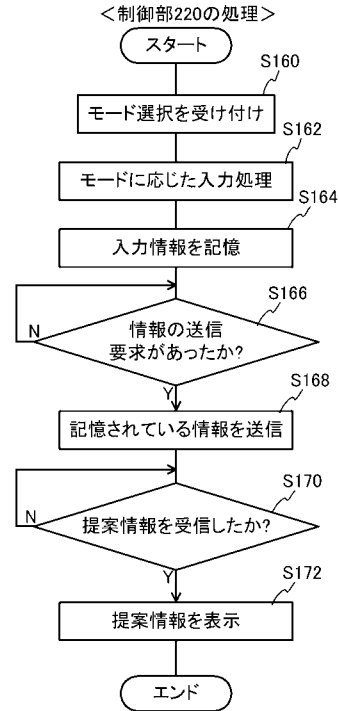 ＜制御部220の処理＞
スタート
S160
モード選択を受け付け
S162
モードに応じた入力処理
S164
入力情報を記憶
S166
情報の送信
要求があったか?
N
Y
S168
記憶されている情報を送信
S170
提案情報を受信したか?
N
Y
S172
提案情報を表示
エンド